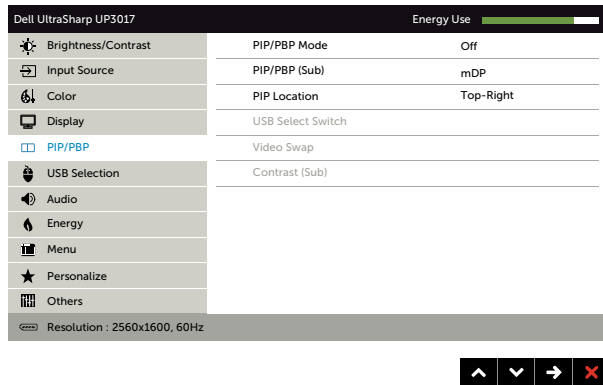 Dell UltraSharp UP3017 Energy Use
Brightness/Contrast PIP/PBP Mode Off
Input Source PIP/PBP (Sub) mDP
Color PIP Location Top-Right
Display USB Select Switch
PIP/PBP Video Swap
USB Selection Contrast (Sub)
Audio
Energy
Menu
Personalize
Others
Resolution : 2560x1600, 60Hz